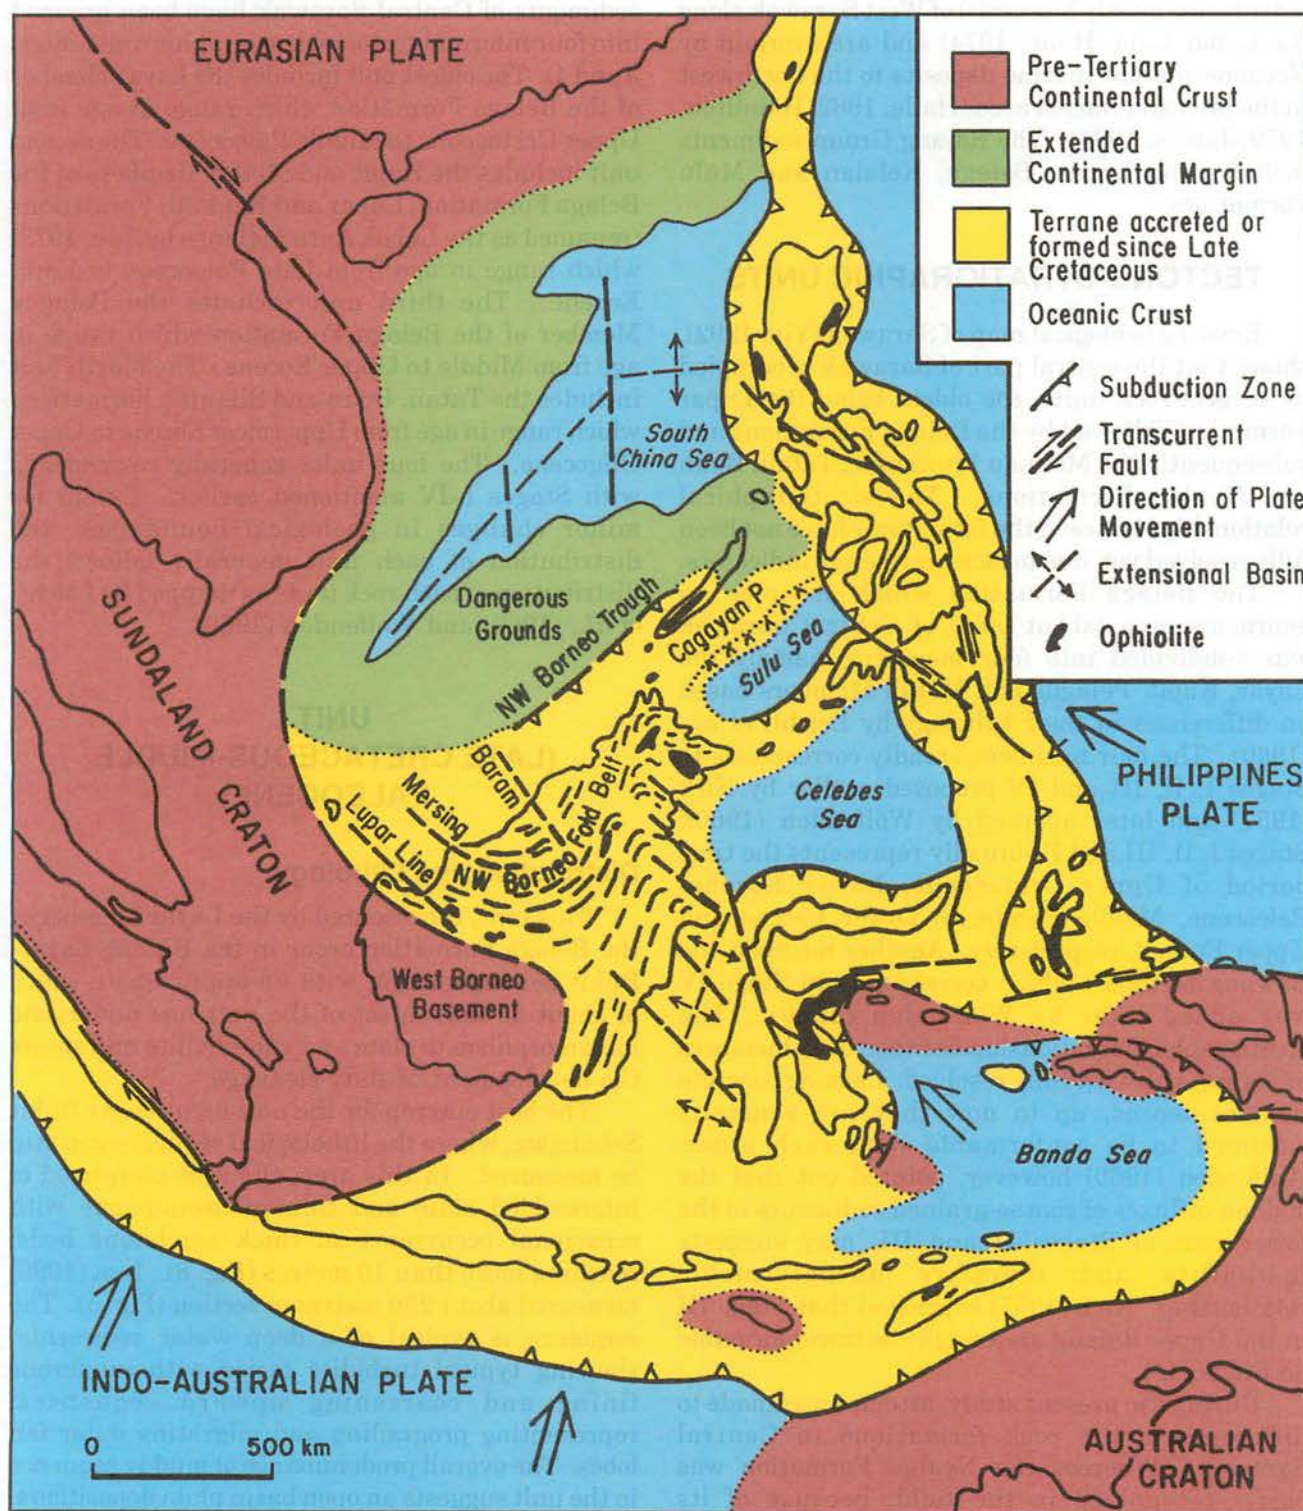 EURASIAN PLATE
Pre-Tertiary
Continental Crust
Extended
Continental Margin
Terrane accreted or
formed since Late
Cretaceous
Oceanic Crust
Subduction Zone
Transcurrent
Fault
Direction of Plate
Movement
Extensional Basin
Ophiolite
South
China Sea
Dangerous
Grounds
NW Borneo Trough
Cagayan P
Sulu Sea
SUNDALAND
CRATON
Baram
Mersing
Lupar Line
NW Borneo Fold Belt
Celebes
Sea
PHILIPPINES
PLATE
West Borneo
Basement
Banda Sea
INDO-AUSTRALIAN PLATE
0 500 km
AUSTRALIAN
CRATON